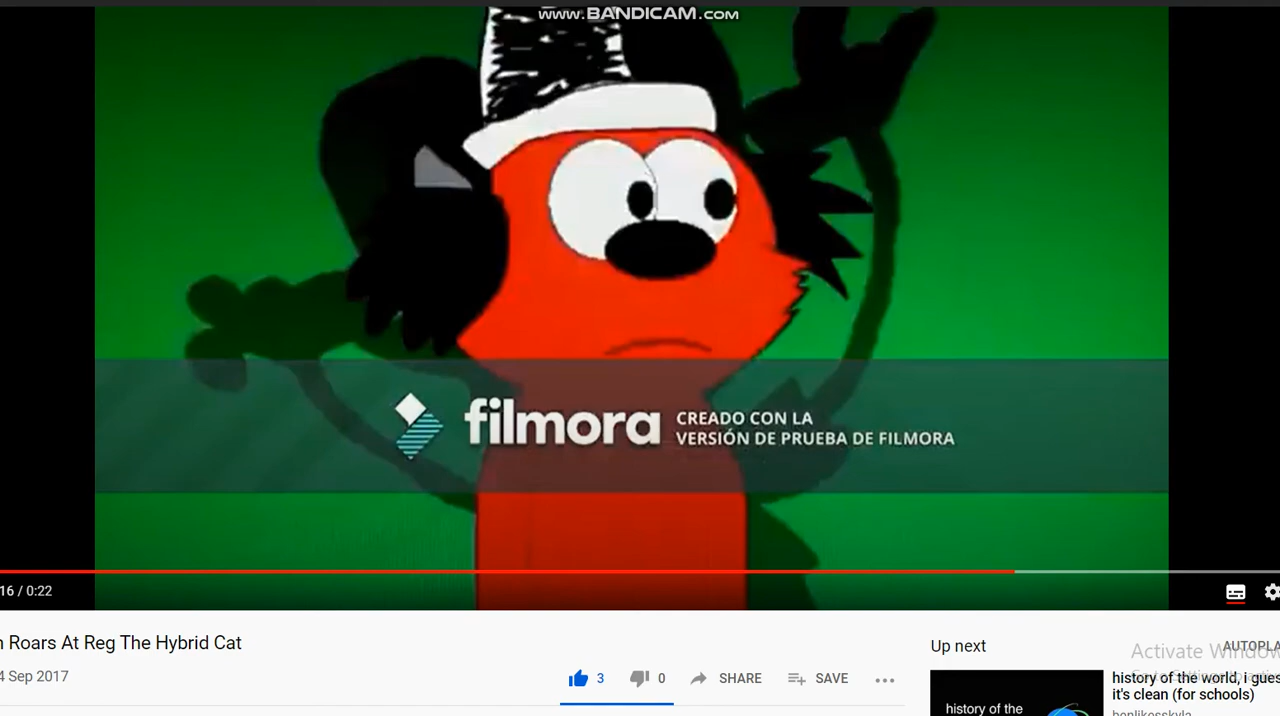 www.BANDICAM.com
filmora CREADO CON LA
VERSIÓN DE PRUEBA DE FILMORA
16 / 0:22
Roars At Reg The Hybrid Cat
4 Sep 2017
3
0
SHARE
SAVE
Up next
AUTOPLA
Activate Windows
history of the world, i gues
it's clean (for schools)
history of the
benlikesskyla